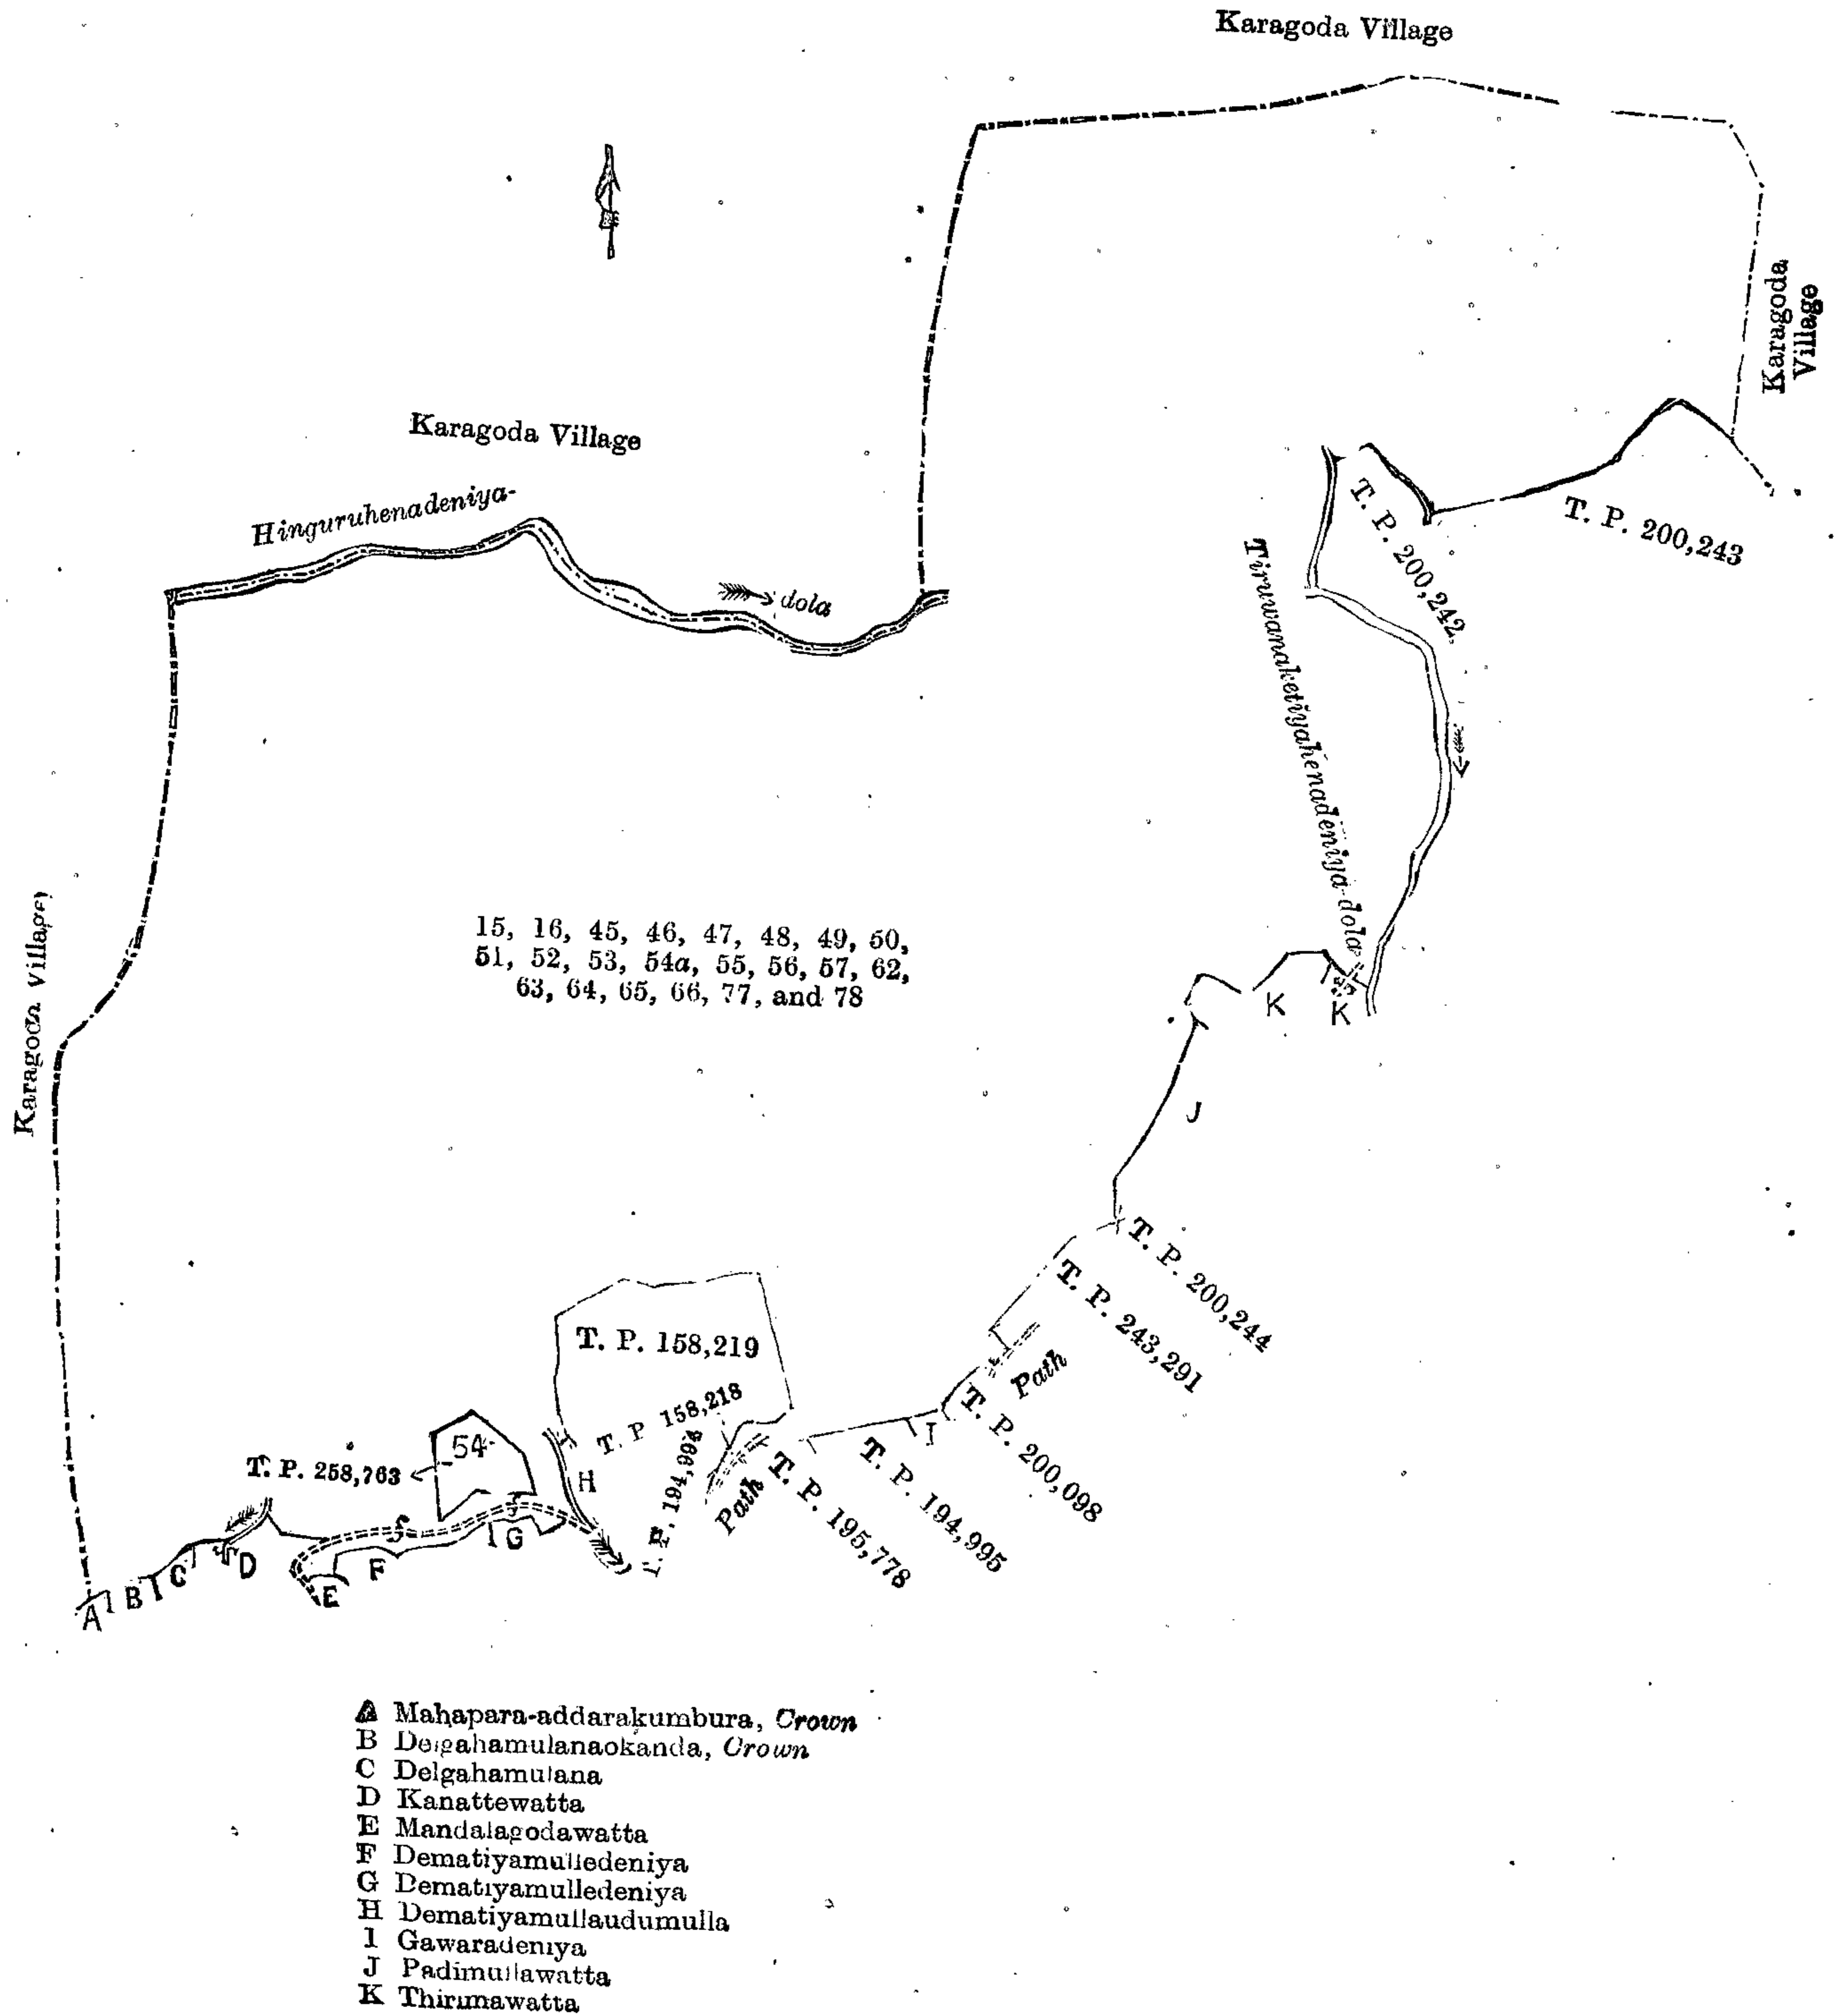 Karagoda Village
Karagoda
Village
Karagoda Village
Hinguruhenadeniya-
dola
T. P. 200,243
T. P. 200,242
Tiruwanaketiyahenadeniya-dola
Karagoda Village
15, 16, 45, 46, 47, 48, 49, 50,
51, 52, 53, 54a, 55, 56, 57, 62,
63, 64, 65, 66, 77, and 78
K
K
J
T. P. 200,244
T. P. 243,291
Path
T. P. 158,219
T. P 158,218
T. P. 200,098
I
T. P. 194,995
T. P. 195,778
Path
54
T. P. 258,763
H
G
F
E
D
C
B
A
A Mahapara-addarakumbura, Crown
B Delgahamulanaokanda, Crown
C Delgahamulana
D Kanattewatta
E Mandalagodawatta
F Dematiyamulledeniya
G Dematiyamulledeniya
H Dematiyamullaudumulla
I Gawaradeniya
J Padimullawatta
K Thirimawatta